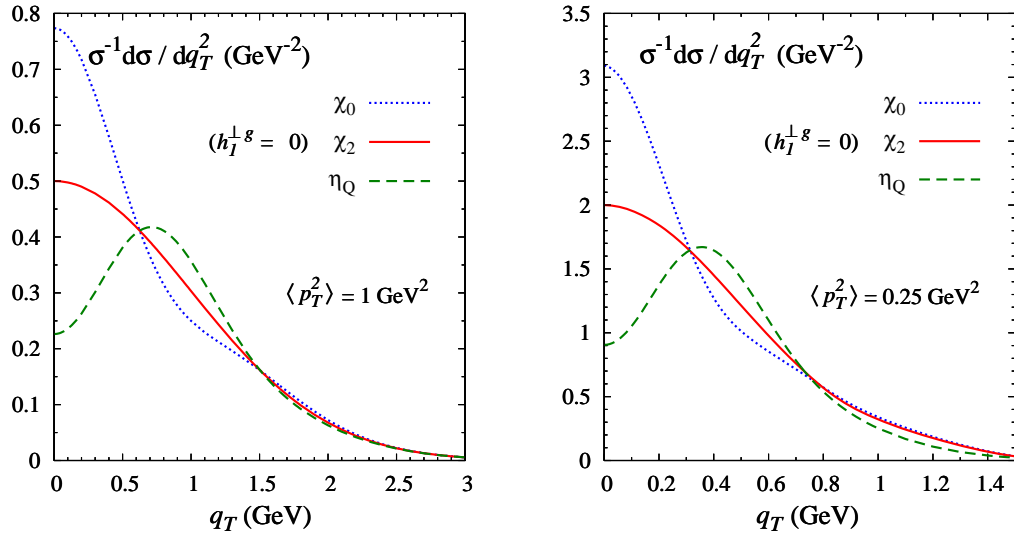 σ⁻¹dσ / dq_T² (GeV⁻²)
χ₀
(h₁^⊥ g = 0) χ₂
η_Q
⟨ p_T² ⟩ = 1 GeV²
0.8
0.7
0.6
0.5
0.4
0.3
0.2
0.1
0
0 0.5 1 1.5 2 2.5 3
q_T (GeV)
σ⁻¹dσ / dq_T² (GeV⁻²)
χ₀
(h₁^⊥ g = 0) χ₂
η_Q
⟨ p_T² ⟩ = 0.25 GeV²
3.5
3
2.5
2
1.5
1
0.5
0
0 0.2 0.4 0.6 0.8 1 1.2 1.4
q_T (GeV)